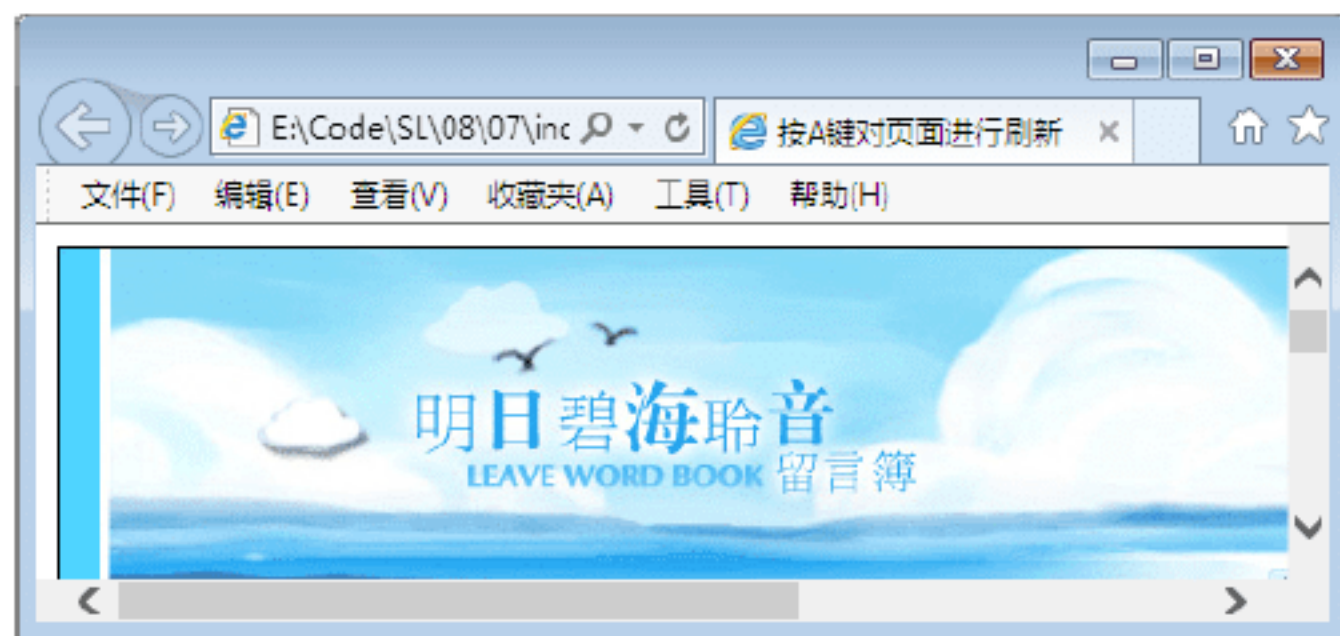 E:\Code\SL\08\07\inc
按A键对页面进行刷新
文件(F) 编辑(E) 查看(V) 收藏夹(A) 工具(T) 帮助(H)
明日碧海聆音
LEAVE WORD BOOK 留言簿